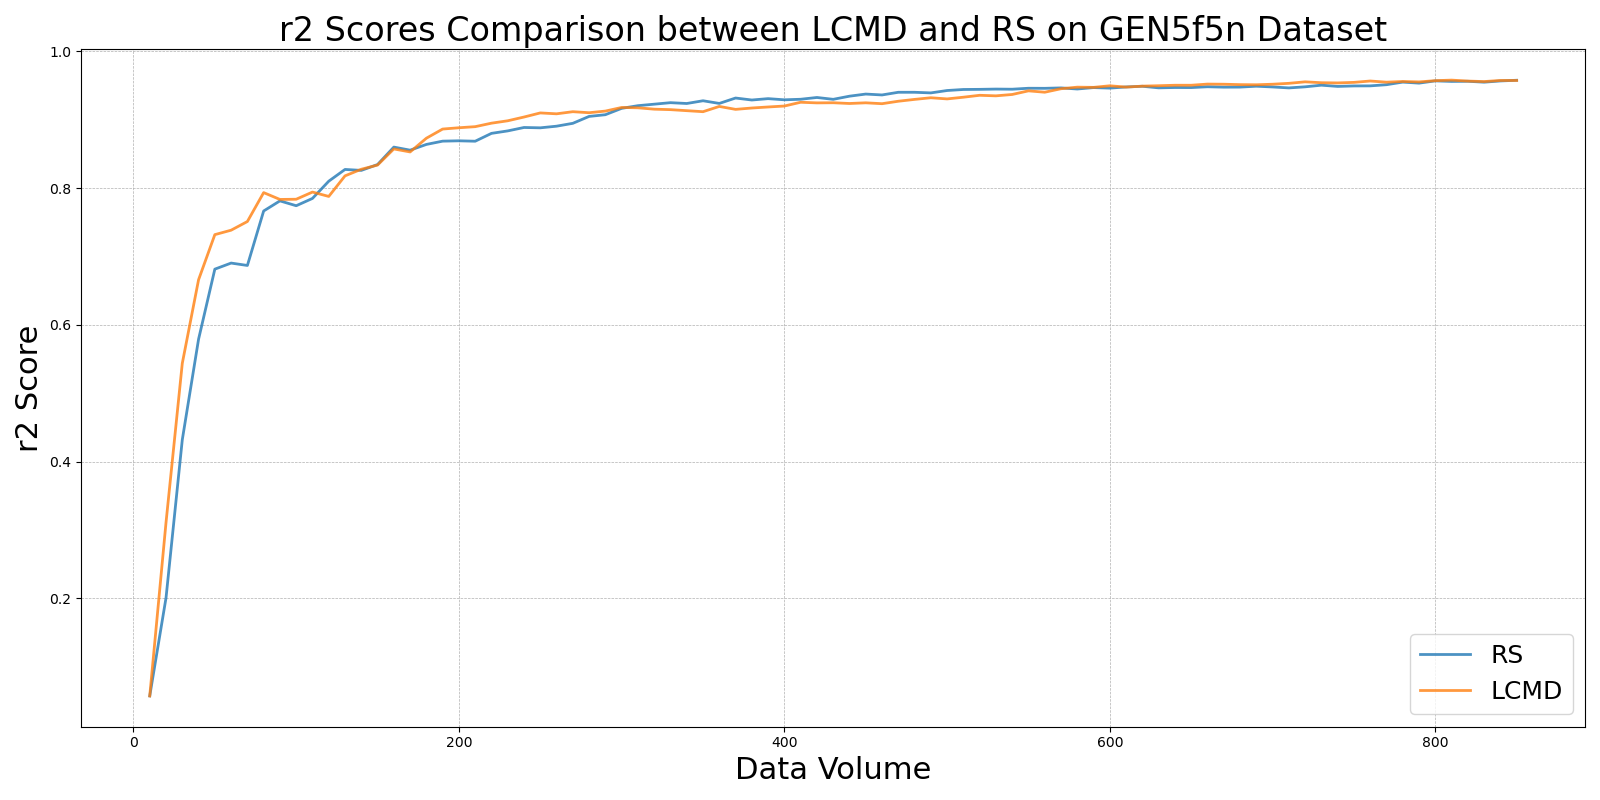 r2 Scores Comparison between LCMD and RS on GEN5f5n Dataset
r2 Score
1.0
0.8
0.6
0.4
0.2
0
200
400
600
800
Data Volume
RS
LCMD